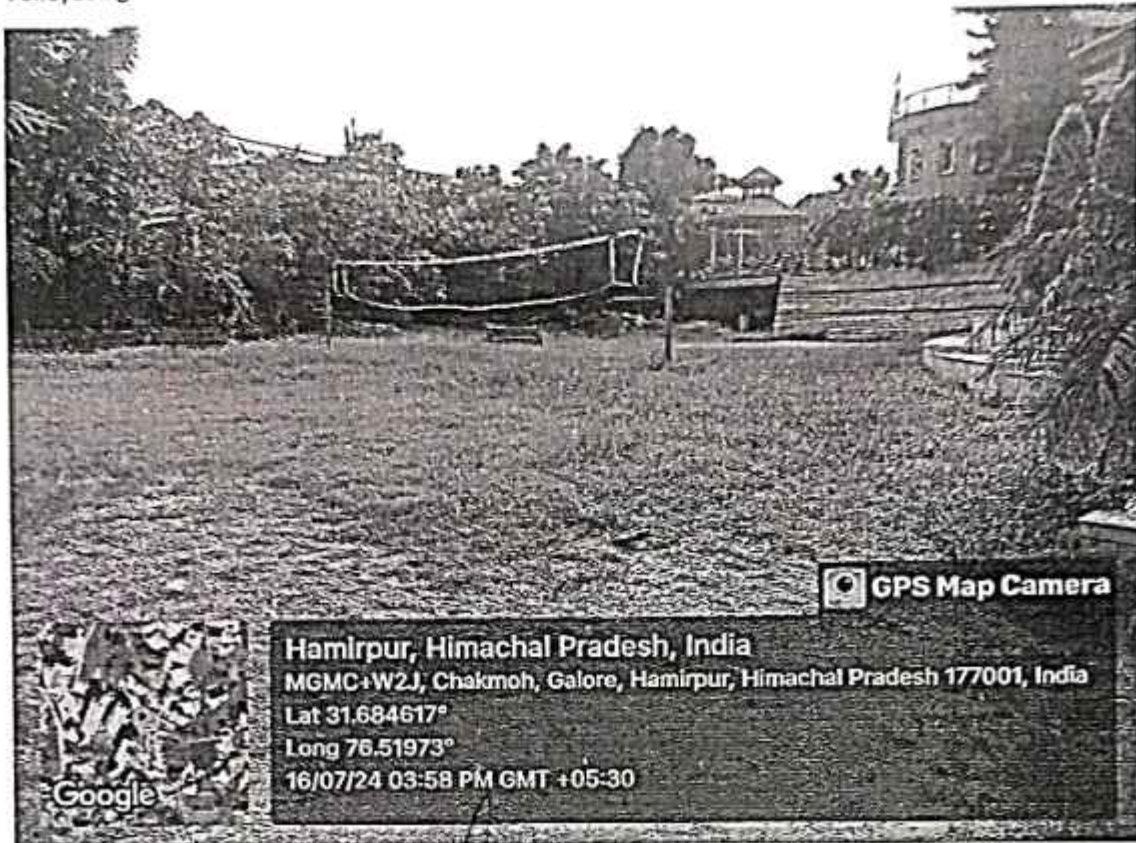 GPS Map Camera
Hamirpur, Himachal Pradesh, India
MGMC+W2J, Chakmoh, Galore, Hamirpur, Himachal Pradesh 177001, India
Lat 31.684617°
Long 76.51973°
16/07/24 03:58 PM GMT +05:30
Google